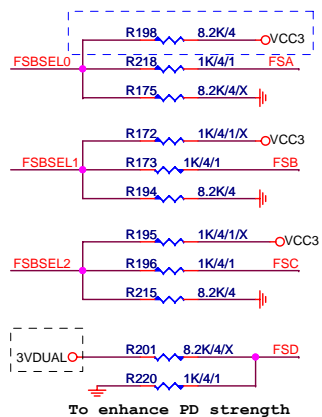 R198 8.2K/4 VCC3
FSBSEL0 R218 1K/4/1 FSA
R175 8.2K/4/X
R172 1K/4/1/X VCC3
FSBSEL1 R173 1K/4/1 FSB
R194 8.2K/4
R195 1K/4/1/X VCC3
FSBSEL2 R196 1K/4/1 FSC
R215 8.2K/4
3VDUAL R201 8.2K/4/X FSD
R220 1K/4/1
To enhance PD strength